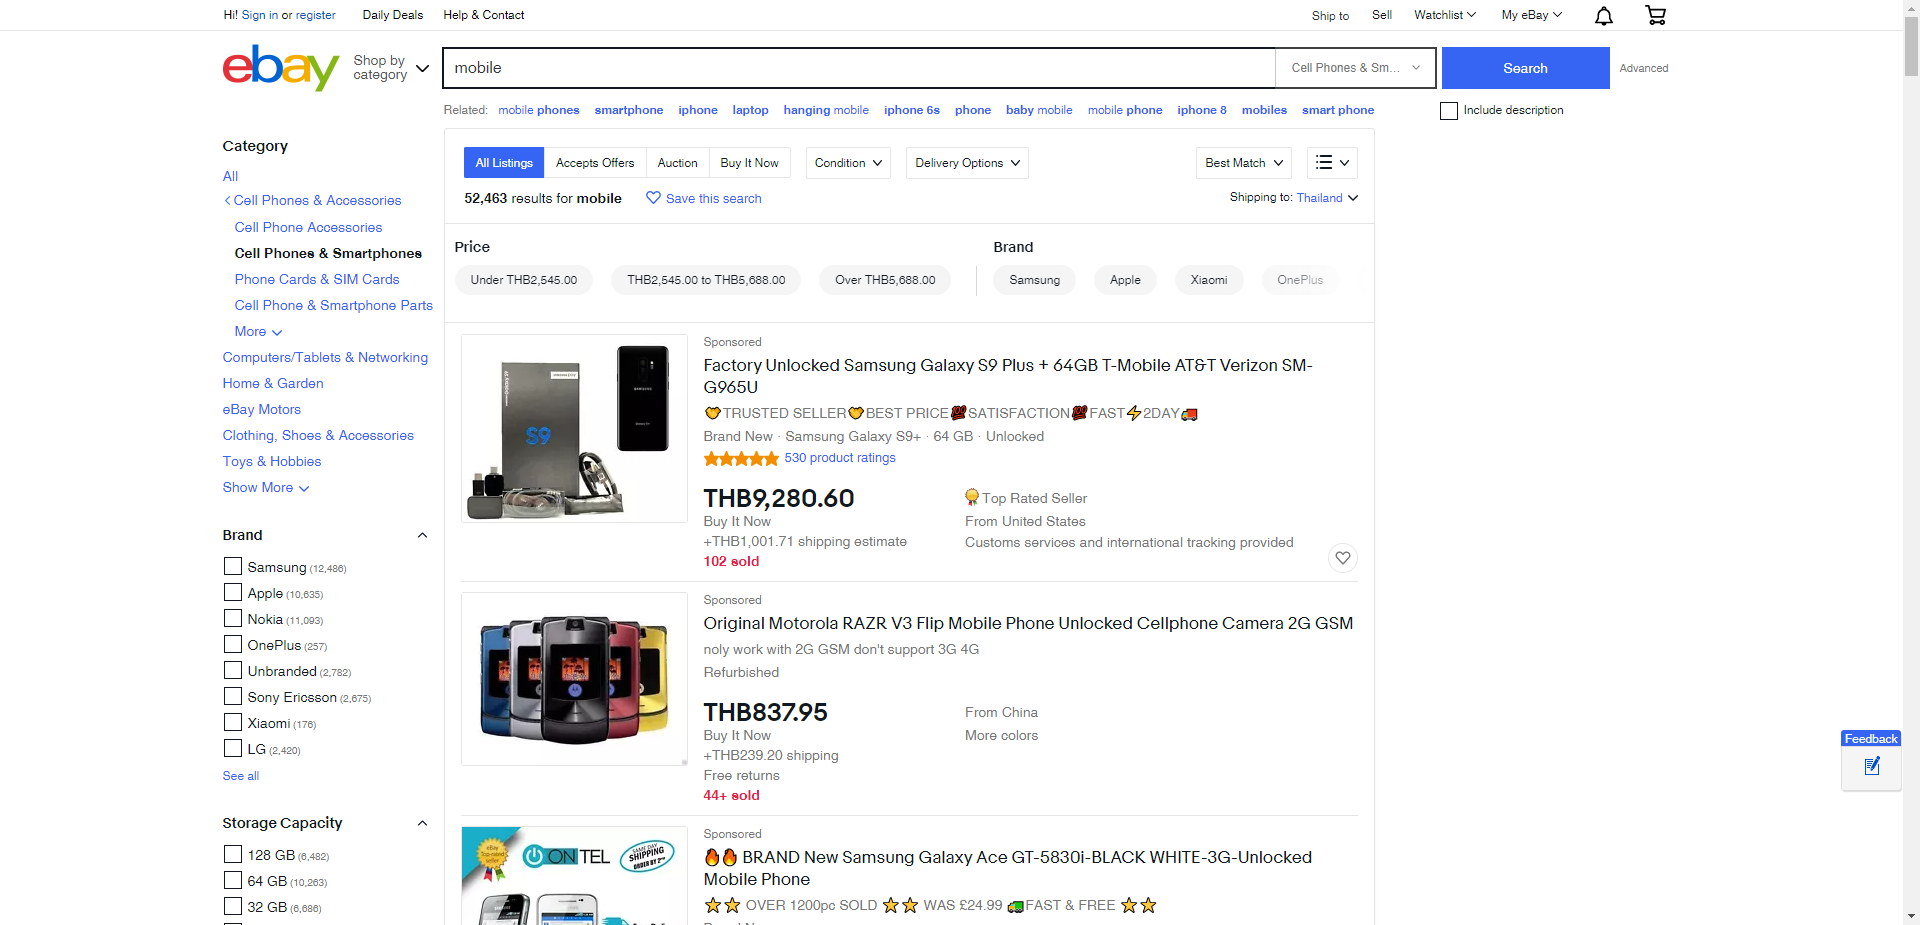 Hi! Sign in or register Daily Deals Help & Contact Ship to Sell Watchlist My eBay
ebay Shop by category
mobile Cell Phones & Sm... Search Advanced
Related: mobile phones smartphone iphone laptop hanging mobile iphone 6s phone baby mobile mobile phone iphone 8 mobiles smart phone Include description
Category
All
Cell Phones & Accessories
Cell Phone Accessories
Cell Phones & Smartphones
Phone Cards & SIM Cards
Cell Phone & Smartphone Parts
More
Computers/Tablets & Networking
Home & Garden
eBay Motors
Clothing, Shoes & Accessories
Toys & Hobbies
Show More
Brand
Samsung (12,486)
Apple (10,635)
Nokia (11,093)
OnePlus (257)
Unbranded (2,782)
Sony Ericsson (2,675)
Xiaomi (176)
LG (2,420)
See all
Storage Capacity
128 GB (6,482)
64 GB (10,263)
32 GB (6,686)
All Listings Accepts Offers Auction Buy It Now Condition Delivery Options Best Match
52,463 results for mobile Save this search Shipping to: Thailand
Price
Under THB2,545.00 THB2,545.00 to THB5,688.00 Over THB5,688.00
Brand
Samsung Apple Xiaomi OnePlus
S9
SAMSUNG
Sponsored
Factory Unlocked Samsung Galaxy S9 Plus + 64GB T-Mobile AT&T Verizon SM-
G965U
TRUSTED SELLER BEST PRICE 100 SATISFACTION 100 FAST 2DAY
Brand New · Samsung Galaxy S9+ · 64 GB · Unlocked
530 product ratings
THB9,280.60
Buy It Now
+THB1,001.71 shipping estimate
102 sold
Top Rated Seller
From United States
Customs services and international tracking provided
Sponsored
Original Motorola RAZR V3 Flip Mobile Phone Unlocked Cellphone Camera 2G GSM
noly work with 2G GSM don't support 3G 4G
Refurbished
THB837.95
Buy It Now
+THB239.20 shipping
Free returns
44+ sold
From China
More colors
eBay
Top-rated
seller
ON TEL
SAME DAY
SHIPPING
Sponsored
BRAND New Samsung Galaxy Ace GT-5830i-BLACK WHITE-3G-Unlocked
Mobile Phone
OVER 1200pc SOLD WAS £24.99 FAST & FREE
Feedback